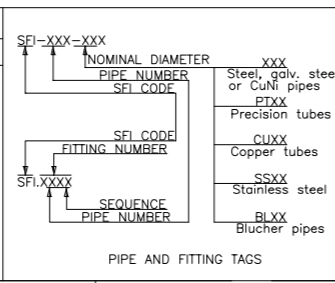 SFI-XXX-XXX
NOMINAL DIAMETER
PIPE NUMBER
SFI CODE
XXX
Steel, galv. stee
or CuNi pipes
PTXX
Precision tubes
CUXX
Copper tubes
SSXX
Stainless steel
BLXX
Blucher pipes
SFI CODE
FITTING NUMBER
SFI.XXXX
SEQUENCE
PIPE NUMBER
PIPE AND FITTING TAGS